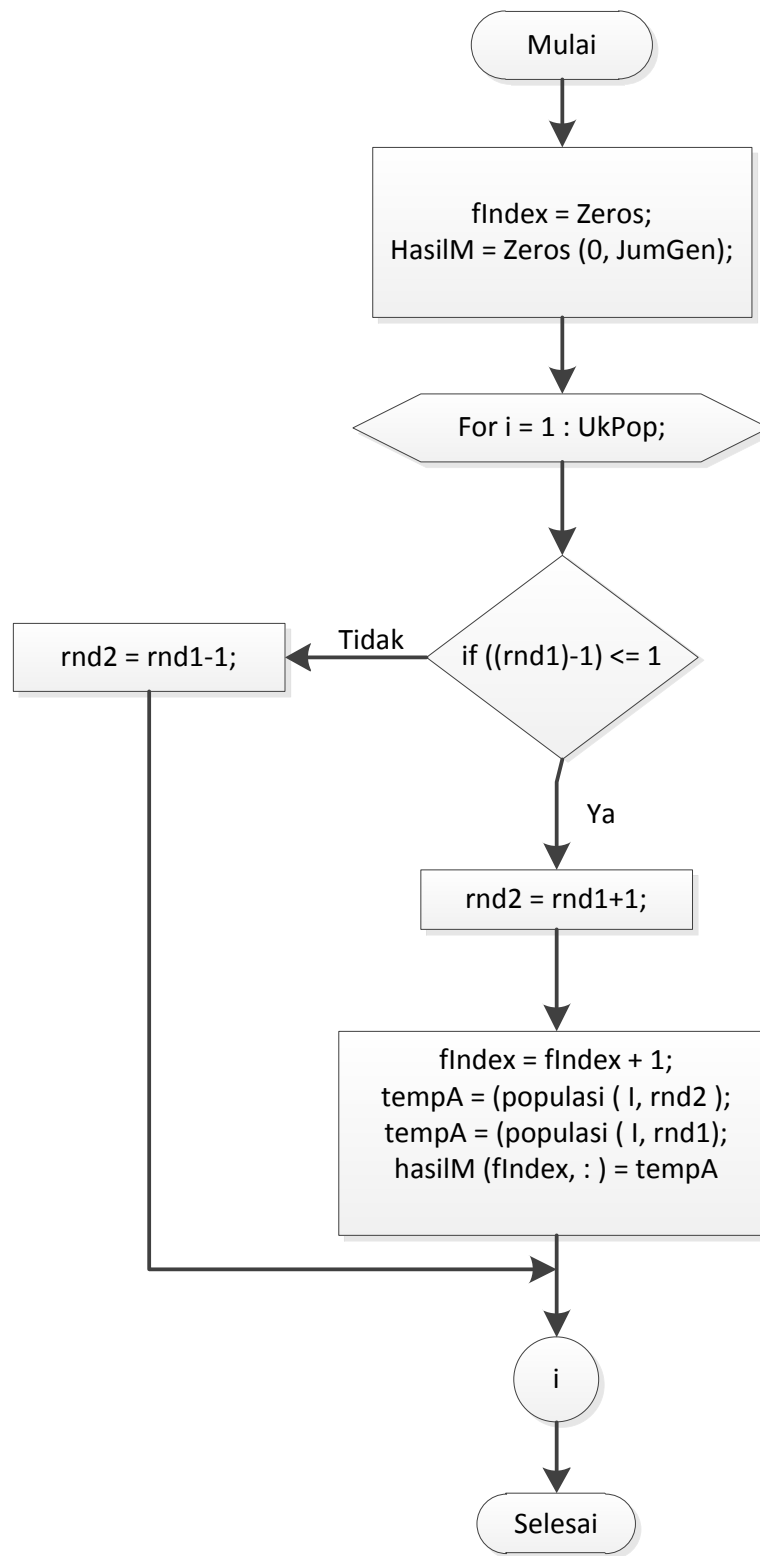 Mulai
fIndex = Zeros;
HasilM = Zeros (0, JumGen);
For i = 1 : UkPop;
if ((rnd1)-1) <= 1
Tidak
rnd2 = rnd1-1;
Ya
rnd2 = rnd1+1;
fIndex = fIndex + 1;
tempA = (populasi ( I, rnd2 );
tempA = (populasi ( I, rnd1);
hasilM (fIndex, : ) = tempA
i
Selesai